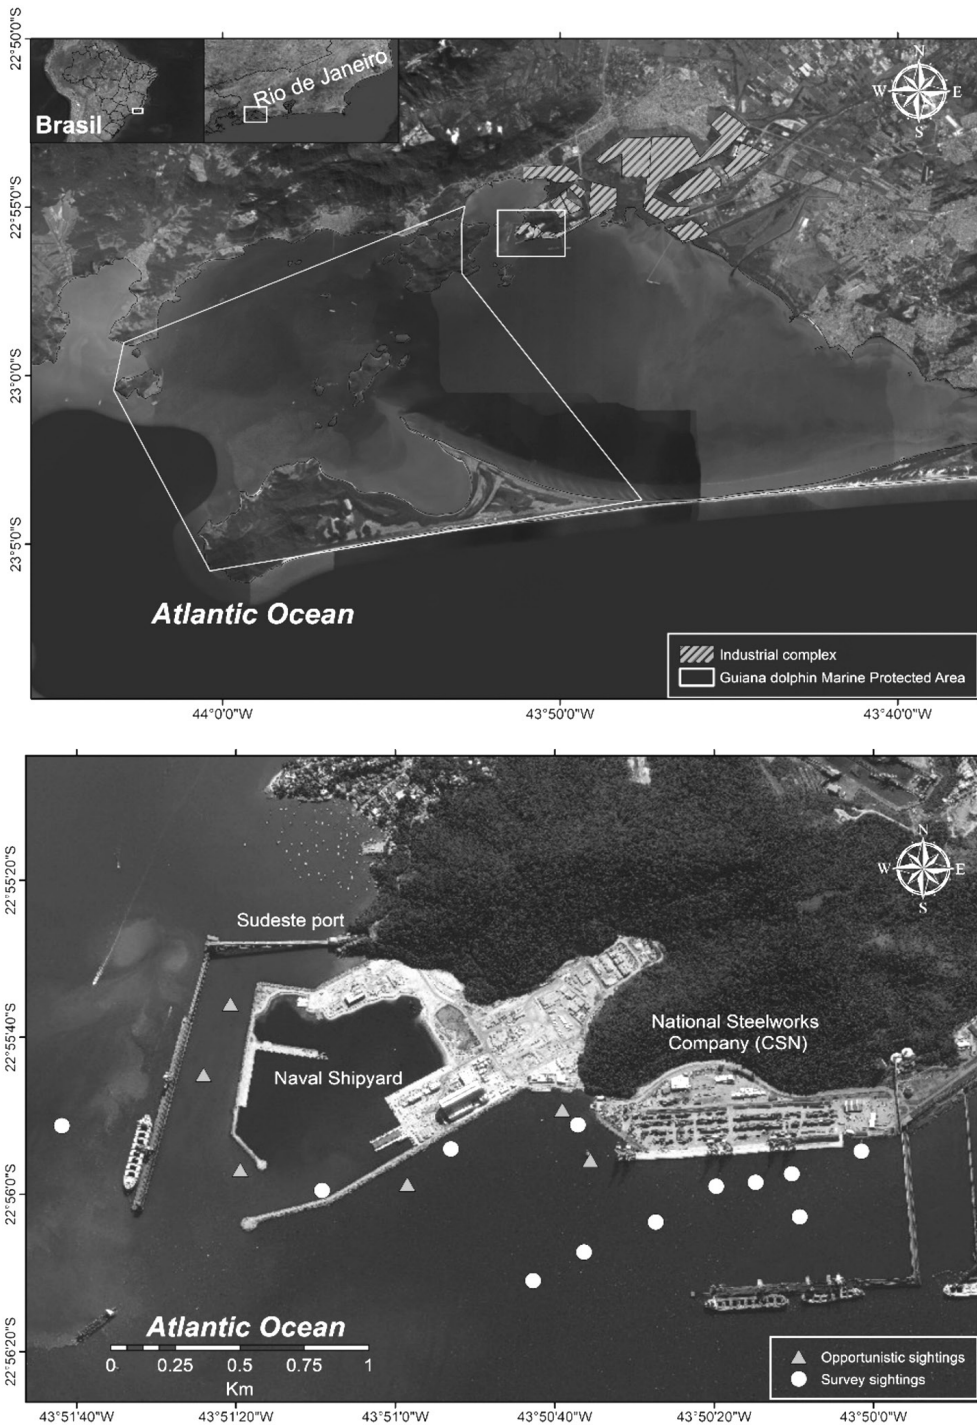 22°50'0"S
22°55'0"S
23°0'0"S
23°5'0"S
Brasil
Rio de Janeiro
N
W
E
S
Atlantic Ocean
Industrial complex
Guiana dolphin Marine Protected Area
44°0'0"W
43°50'0"W
43°40'0"W
22°55'20"S
22°55'40"S
22°56'0"S
22°56'20"S
N
W
E
S
Sudeste port
Naval Shipyard
National Steelworks
Company (CSN)
Atlantic Ocean
0
0.25
0.5
1
Km
Opportunistic sightings
Survey sightings
43°51'40"W
43°51'20"W
43°51'0"W
43°50'40"W
43°50'20"W
43°50'0"W